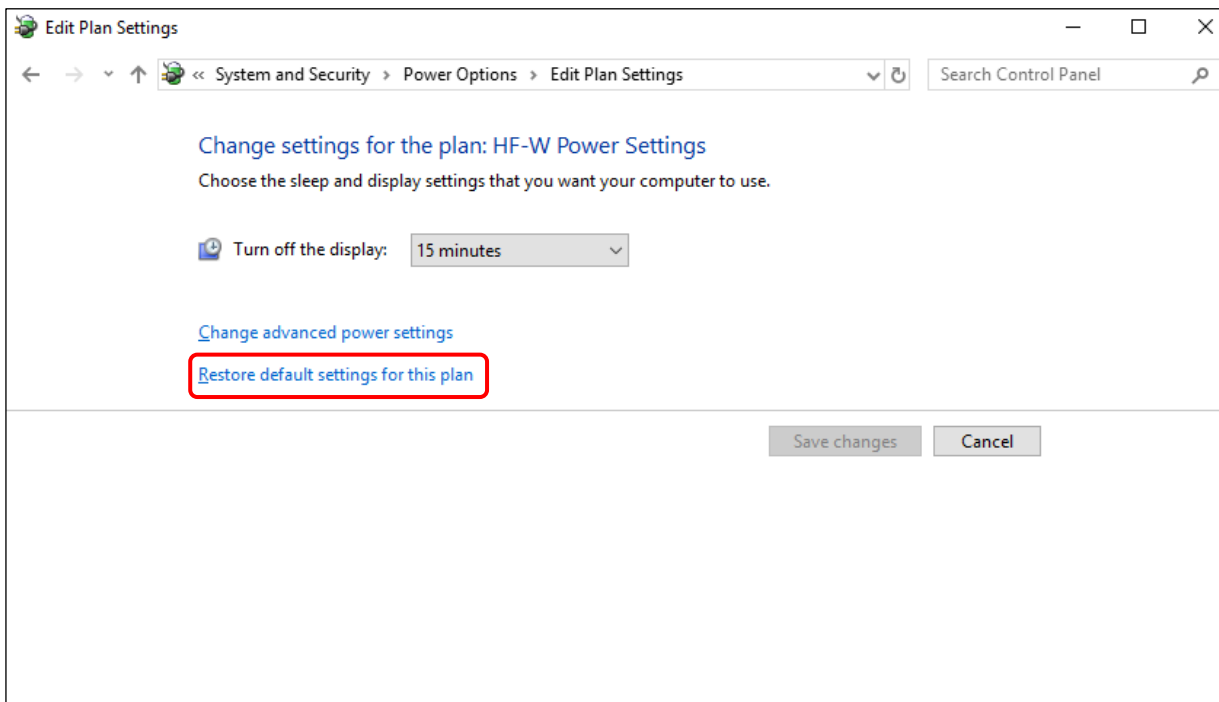 Edit Plan Settings
« System and Security › Power Options › Edit Plan Settings
Search Control Panel
Change settings for the plan: HF-W Power Settings
Choose the sleep and display settings that you want your computer to use.
Turn off the display: 15 minutes
Change advanced power settings
Restore default settings for this plan
Save changes Cancel